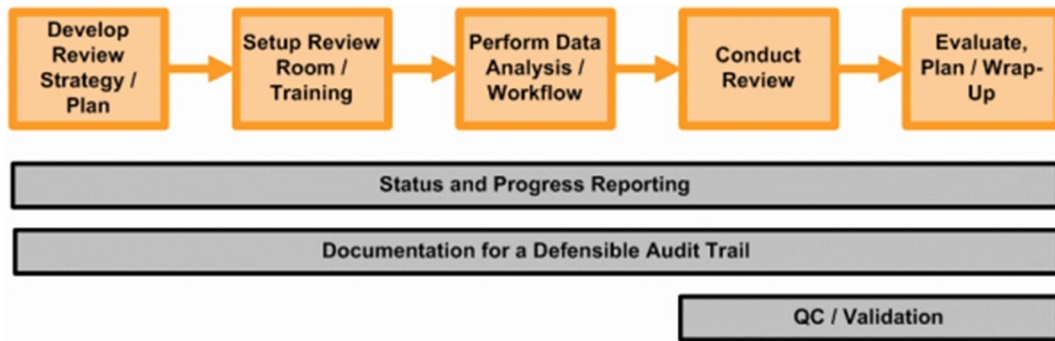 Develop
Review
Strategy /
Plan
Setup Review
Room /
Training
Perform Data
Analysis /
Workflow
Conduct
Review
Evaluate,
Plan / Wrap-
Up
Status and Progress Reporting
Documentation for a Defensible Audit Trail
QC / Validation